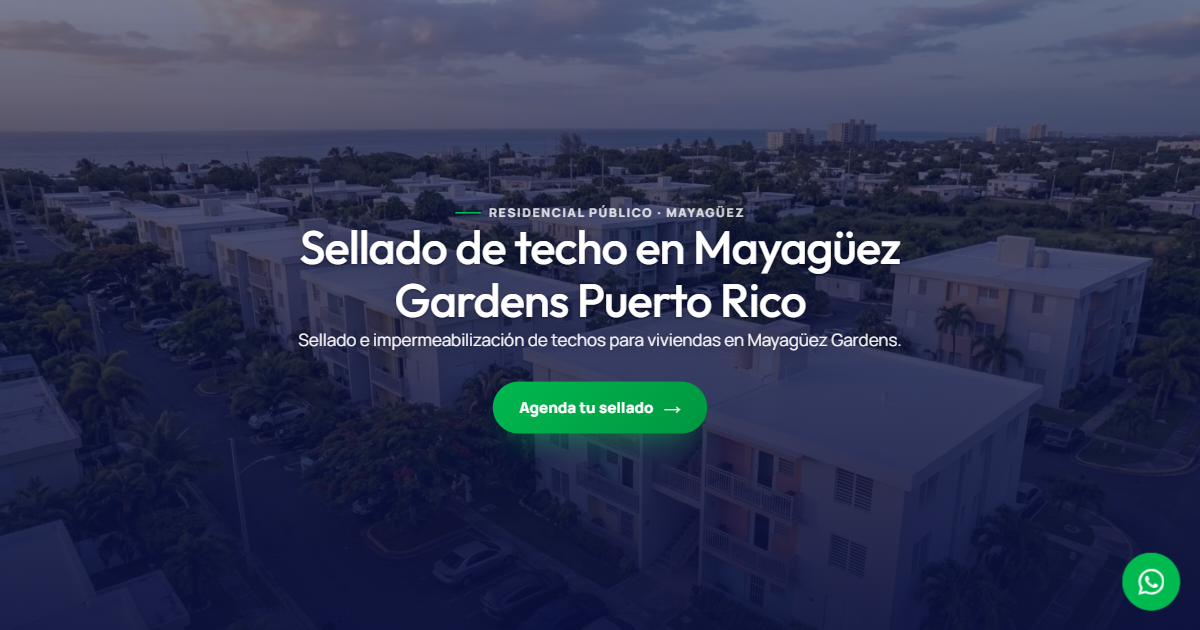 RESIDENCIAL PÚBLICO · MAYAGÜEZ
Sellado de techo en Mayagüez
Gardens Puerto Rico
Sellado e impermeabilización de techos para viviendas en Mayagüez Gardens.
Agenda tu sellado →